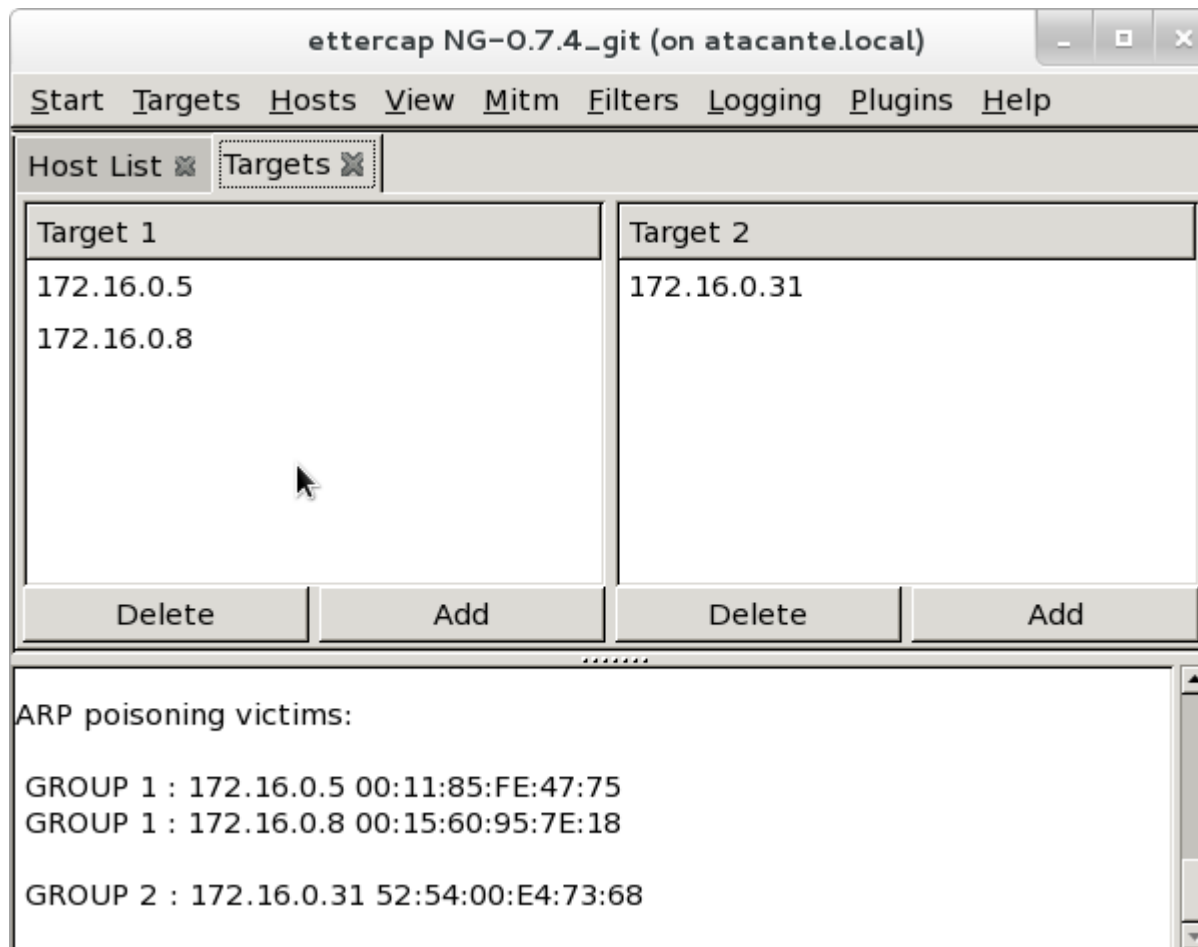 ettercap NG-0.7.4_git (on atacante.local)
Start Targets Hosts View Mitm Filters Logging Plugins Help
Host List Targets
Target 1 Target 2
172.16.0.5 172.16.0.31
172.16.0.8
Delete Add Delete Add
ARP poisoning victims:
GROUP 1 : 172.16.0.5 00:11:85:FE:47:75
GROUP 1 : 172.16.0.8 00:15:60:95:7E:18
GROUP 2 : 172.16.0.31 52:54:00:E4:73:68